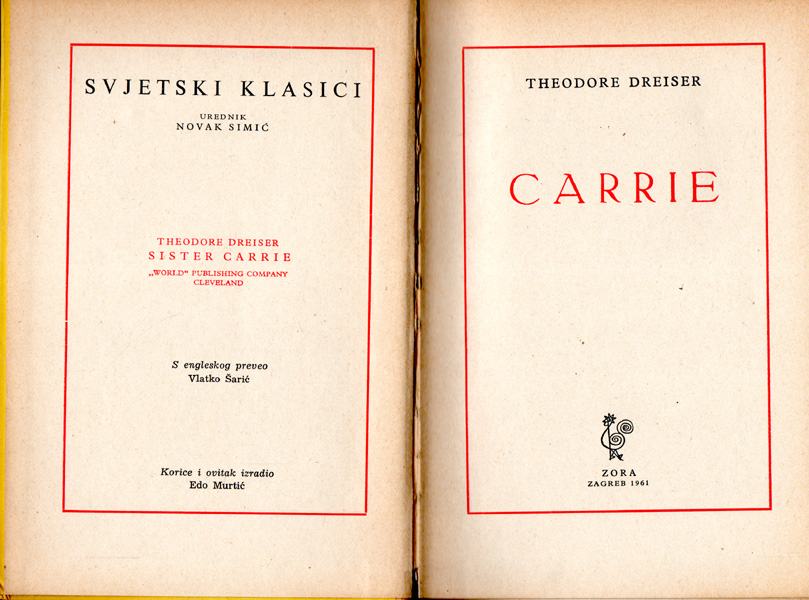 SVJETSKI KLASICI
UREDNIK
NOVAK SIMIĆ
THEODORE DREISER
SISTER CARRIE
„WORLD“ PUBLISHING COMPANY
CLEVELAND
S engleskog preveo
Vlatko Šarić
Korice i ovitak izradio
Edo Murtić
THEODORE DREISER
CARRIE
ZORA
ZAGREB 1961